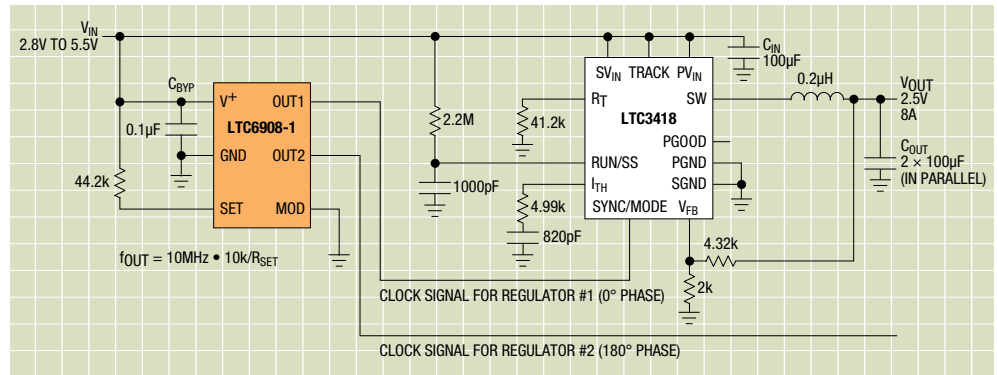 VIN
2.8V TO 5.5V
CBYP
0.1µF
44.2k
V+
OUT1
LTC6908-1
GND
OUT2
SET
MOD
fOUT = 10MHz • 10k/RSET
2.2M
1000pF
41.2k
4.99k
820pF
SVIN TRACK PVIN
RT
SW
LTC3418
PGOOD
RUN/SS
PGND
ITH
SGND
SYNC/MODE VFB
CIN
100µF
0.2µH
VOUT
2.5V
8A
COUT
2 × 100µF
(IN PARALLEL)
4.32k
2k
CLOCK SIGNAL FOR REGULATOR #1 (0° PHASE)
CLOCK SIGNAL FOR REGULATOR #2 (180° PHASE)